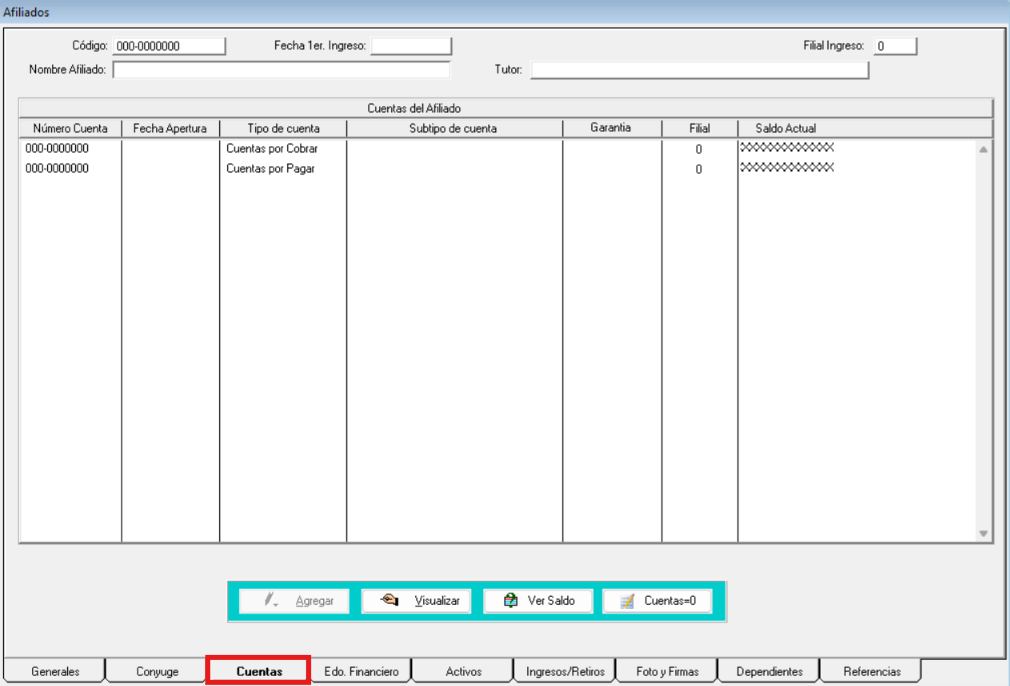 Afiliados
Código: 000-0000000 Fecha 1er. Ingreso: Filial Ingreso: 0
Nombre Afiliado: Tutor:
Cuentas del Afiliado
Número Cuenta Fecha Apertura Tipo de cuenta Subtipo de cuenta Garantia Filial Saldo Actual
000-0000000 Cuentas por Cobrar 0 XXXXXXXXXXXXX
000-0000000 Cuentas por Pagar 0 XXXXXXXXXXXXX
Agregar Visualizar Ver Saldo Cuentas=0
Generales Conyuge Cuentas Edo. Financiero Activos Ingresos/Retiros Foto y Firmas Dependientes Referencias